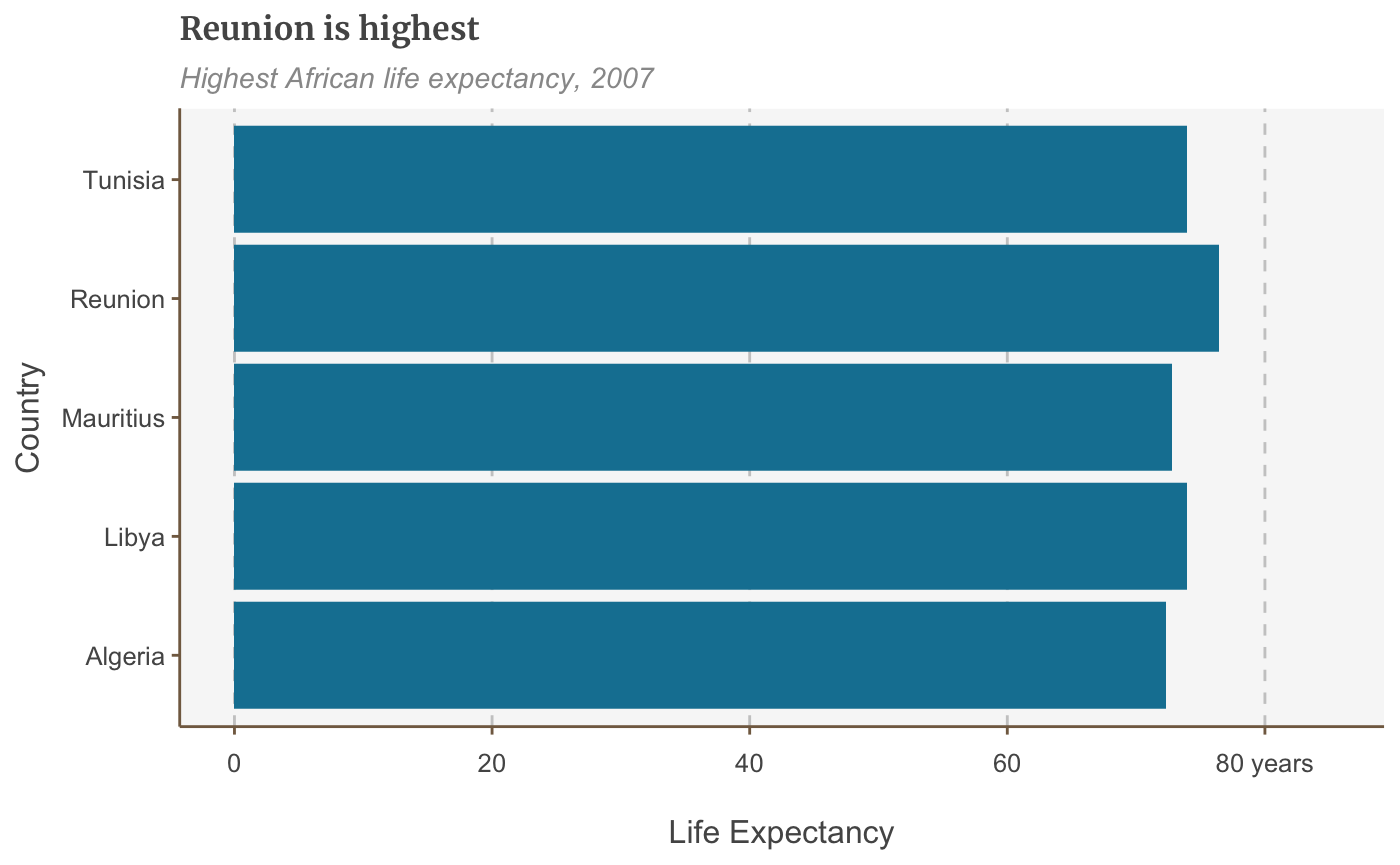 Reunion is highest
Highest African life expectancy, 2007
Country
Tunisia
Reunion
Mauritius
Libya
Algeria
0 20 40 60 80 years
Life Expectancy